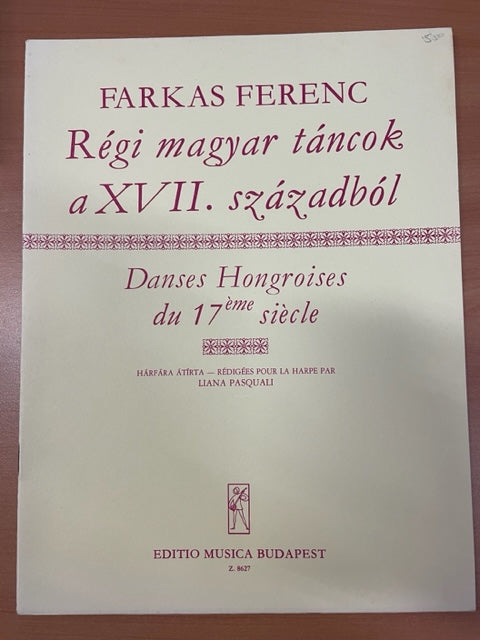 FARKAS FERENC
Régi magyar táncok
a XVII. századból
Danses Hongroises
du 17ème siècle
HÁRFÁRA ÁTÍRTA — RÉDIGÉES POUR LA HARPE PAR
LIANA PASQUALI
EDITIO MUSICA BUDAPEST
Z. 8627